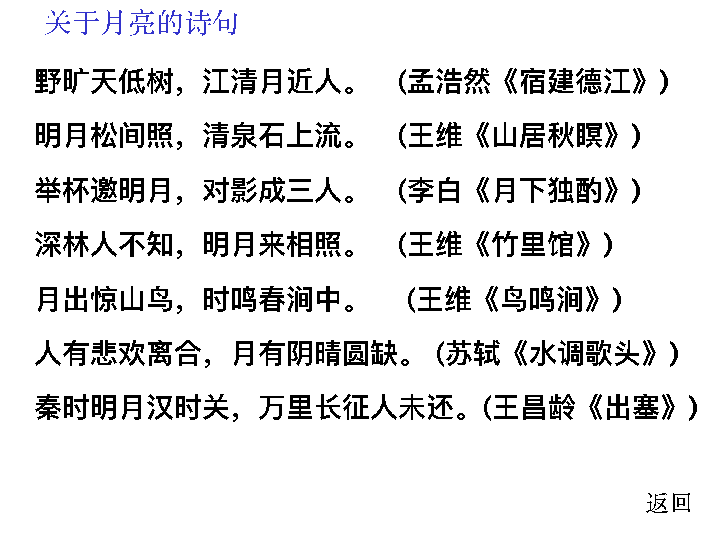 关于月亮的诗句
野旷天低树，江清月近人。 (孟浩然《宿建德江》)
明月松间照，清泉石上流。 (王维《山居秋瞑》)
举杯邀明月，对影成三人。 (李白《月下独酌》)
深林人不知，明月来相照。 (王维《竹里馆》)
月出惊山鸟，时鸣春涧中。 (王维《鸟鸣涧》)
人有悲欢离合，月有阴晴圆缺。(苏轼《水调歌头》)
秦时明月汉时关，万里长征人未还。(王昌龄《出塞》)
返回